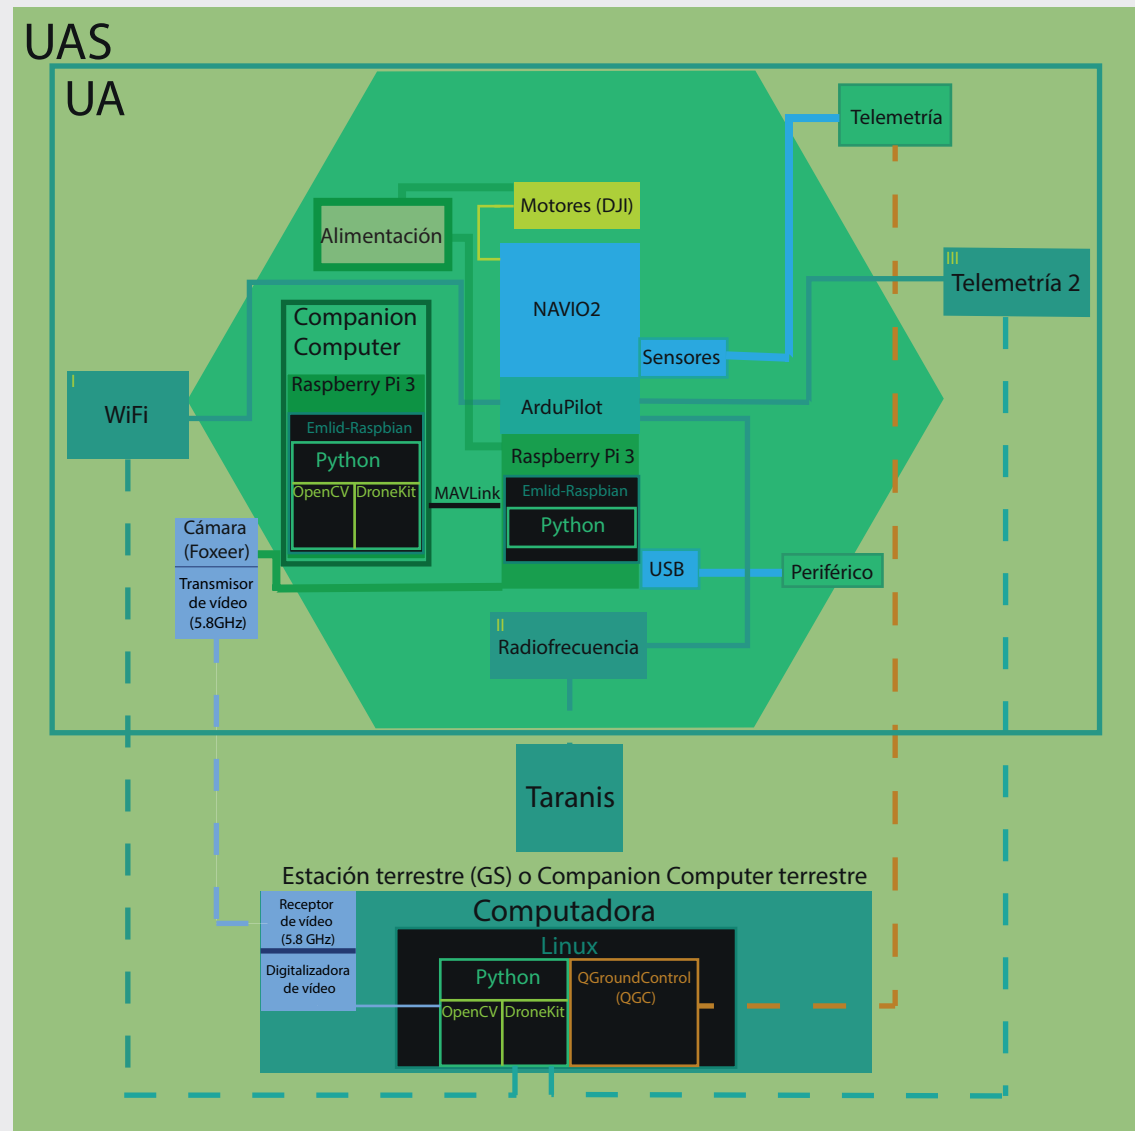 UAS
UA
Telemetría
Motores (DJI)
Alimentación
III
Telemetría 2
NAVIO2
Companion
Computer
Sensores
I
WiFi
Raspberry Pi 3
ArduPilot
Emlid-Raspbian
Python
OpenCV
DroneKit
MAVLink
Raspberry Pi 3
Emlid-Raspbian
Python
Cámara
(Foxeer)
Transmisor
de vídeo
(5.8GHz)
USB
Periférico
II
Radiofrecuencia
Taranis
Estación terrestre (GS) o Companion Computer terrestre
Receptor
de vídeo
(5.8 GHz)
Computadora
Linux
Digitalizadora
de vídeo
Python
OpenCV
DroneKit
QGroundControl
(QGC)